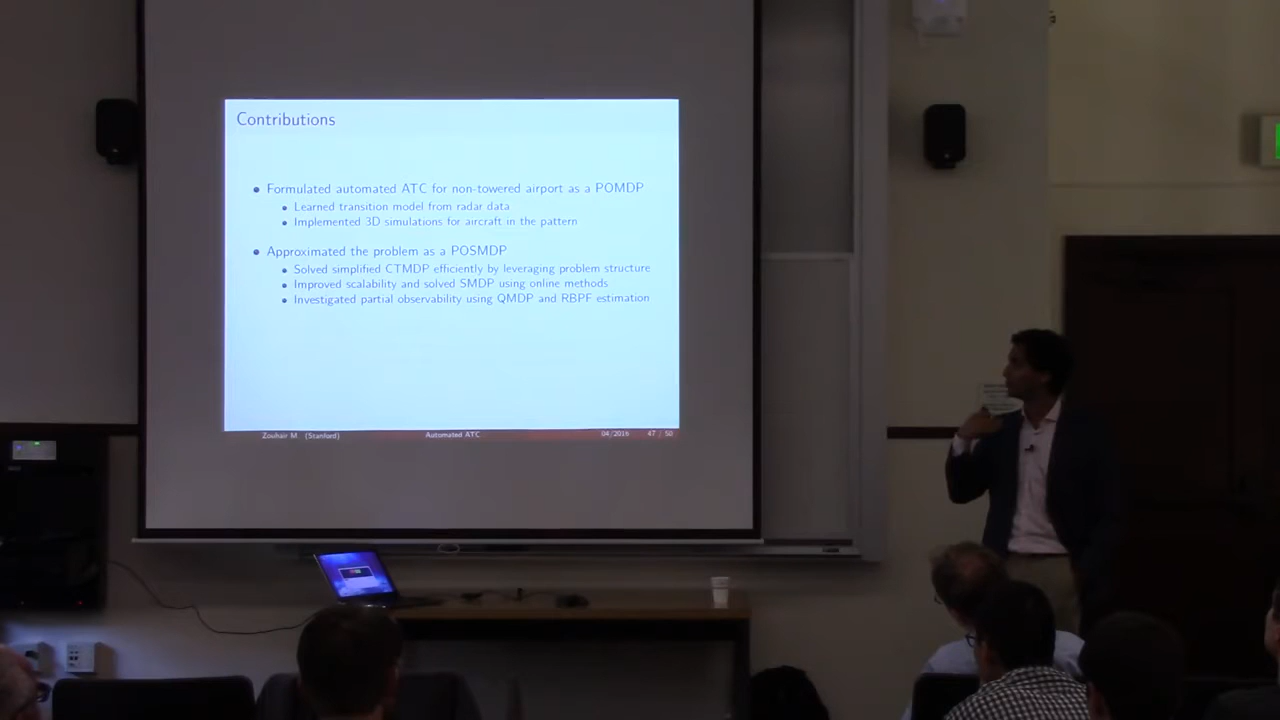 Contributions
• Formulated automated ATC for non-towered airport as a POMDP
• Learned transition model from radar data
• Implemented 3D simulations for aircraft in the pattern
• Approximated the problem as a POSMDP
• Solved simplified CTMDP efficiently by leveraging problem structure
• Improved scalability and solved SMDP using online methods
• Investigated partial observability using QMDP and RBPF estimation
Zouhair M. (Stanford) Automated ATC 04/2016 47 / 50